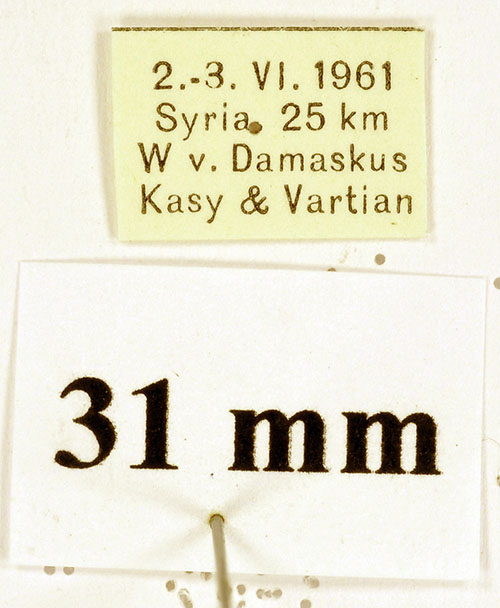 2.-3. VI. 1961
Syria, 25 km
W v. Damaskus
Kasy & Vartian
31 mm